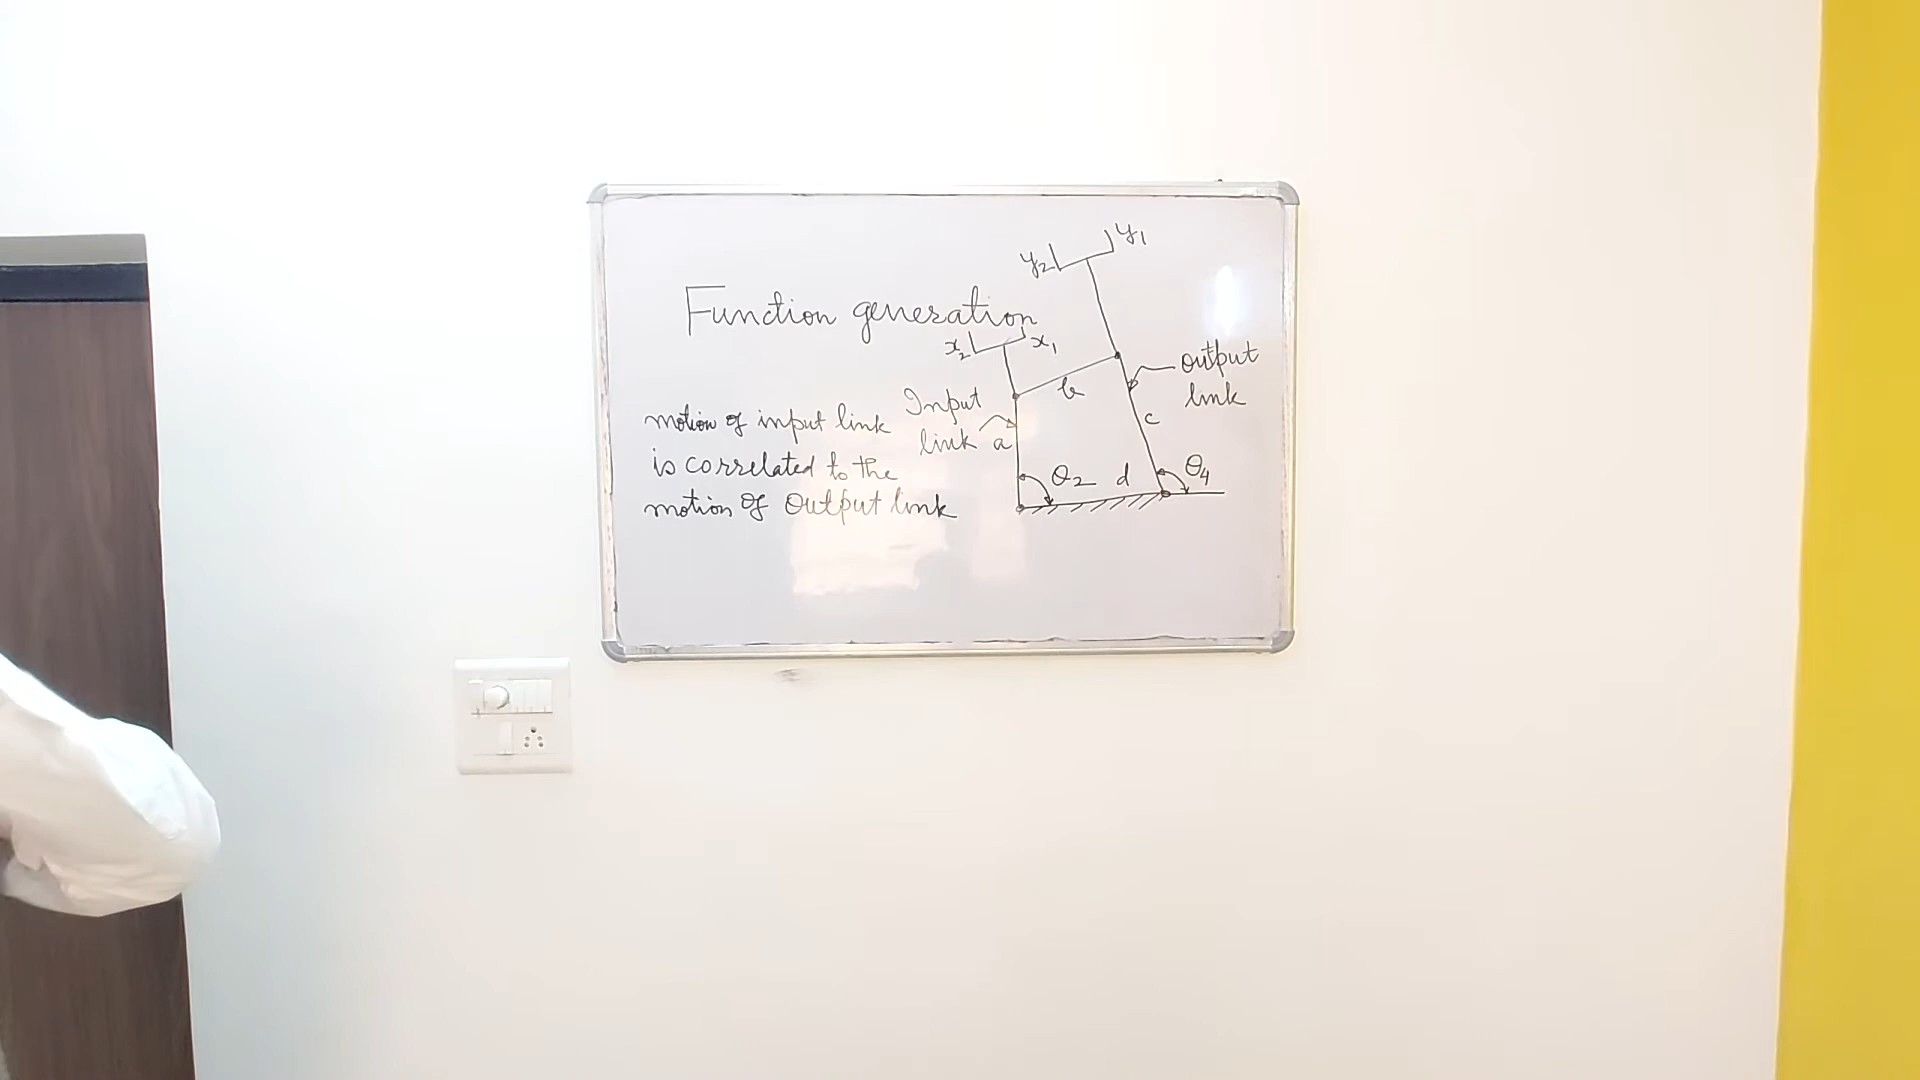 y2 y1
Function generation
x2 x1
output
link
Input
link a
b
c
motion of input link
is correlated to the
motion of output link
θ2 d θ4